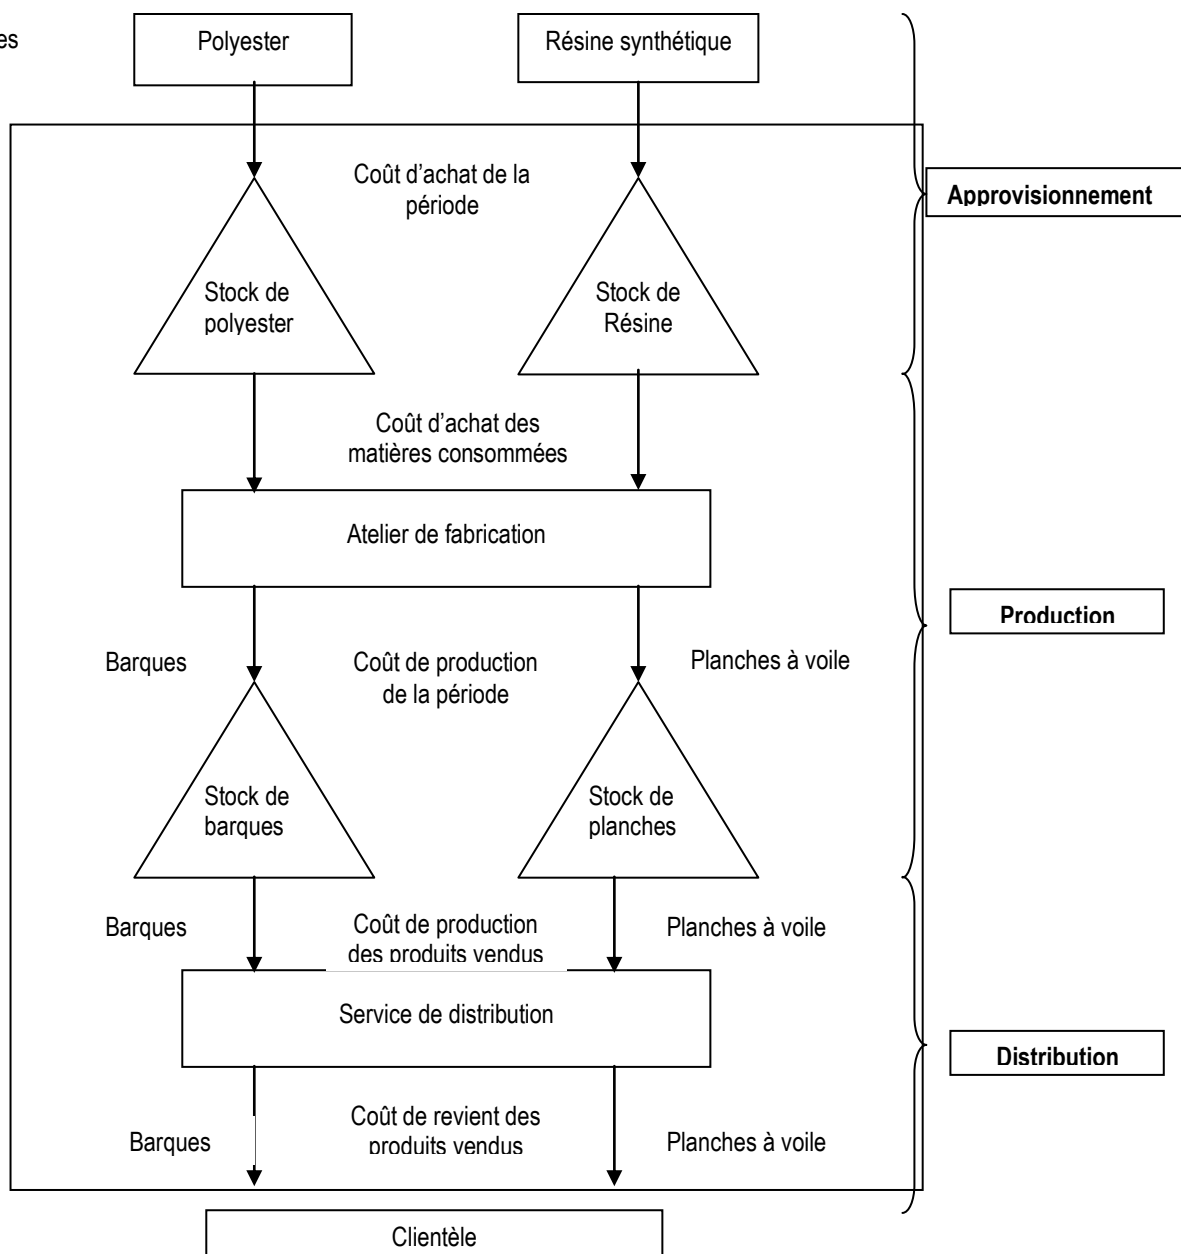 es
Polyester
Résine synthétique
Coût d'achat de la
période
Approvisionnement
Stock de
polyester
Stock de
Résine
Coût d'achat des
matières consommées
Atelier de fabrication
Production
Barques
Coût de production
de la période
Planches à voile
Stock de
barques
Stock de
planches
Barques
Coût de production
des produits vendus
Planches à voile
Service de distribution
Distribution
Barques
Coût de revient des
produits vendus
Planches à voile
Clientèle